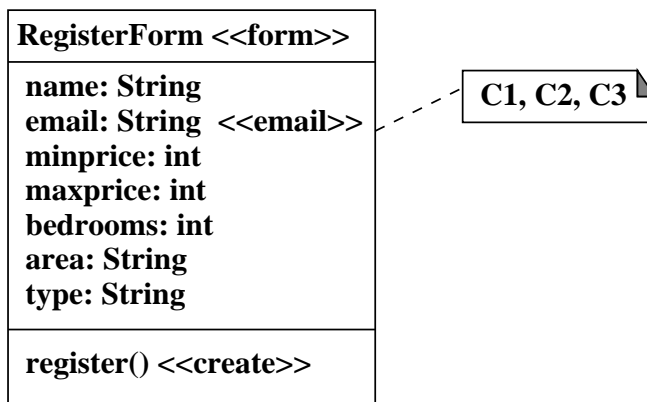 RegisterForm <<form>>
name: String
email: String <<email>>
minprice: int
maxprice: int
bedrooms: int
area: String
type: String
register() <<create>>
C1, C2, C3